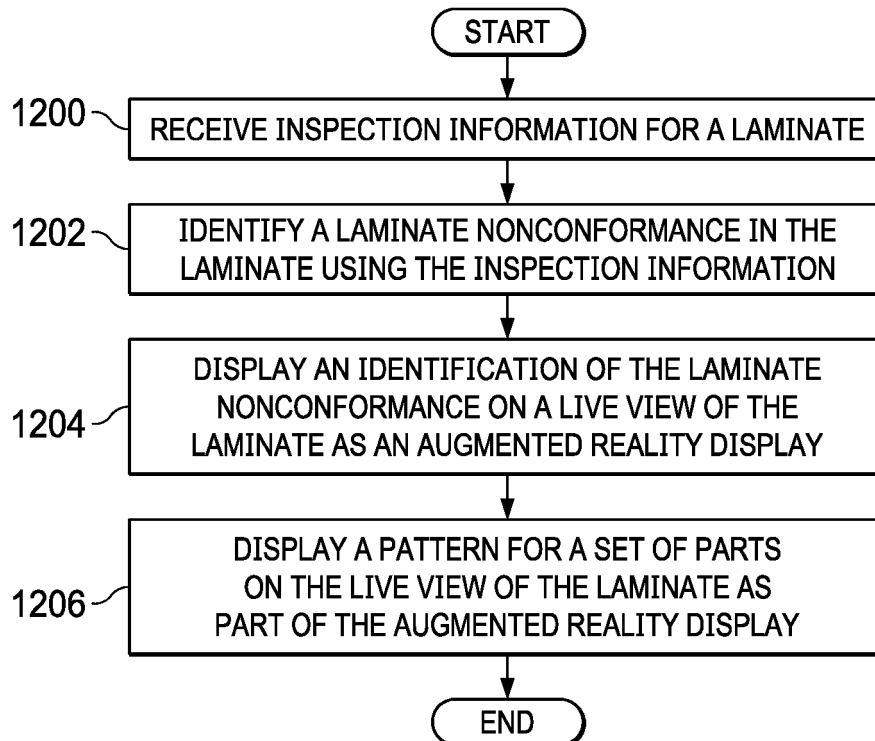 START
1200
RECEIVE INSPECTION INFORMATION FOR A LAMINATE
1202
IDENTIFY A LAMINATE NONCONFORMANCE IN THE
LAMINATE USING THE INSPECTION INFORMATION
1204
DISPLAY AN IDENTIFICATION OF THE LAMINATE
NONCONFORMANCE ON A LIVE VIEW OF THE
LAMINATE AS AN AUGMENTED REALITY DISPLAY
1206
DISPLAY A PATTERN FOR A SET OF PARTS
ON THE LIVE VIEW OF THE LAMINATE AS
PART OF THE AUGMENTED REALITY DISPLAY
END